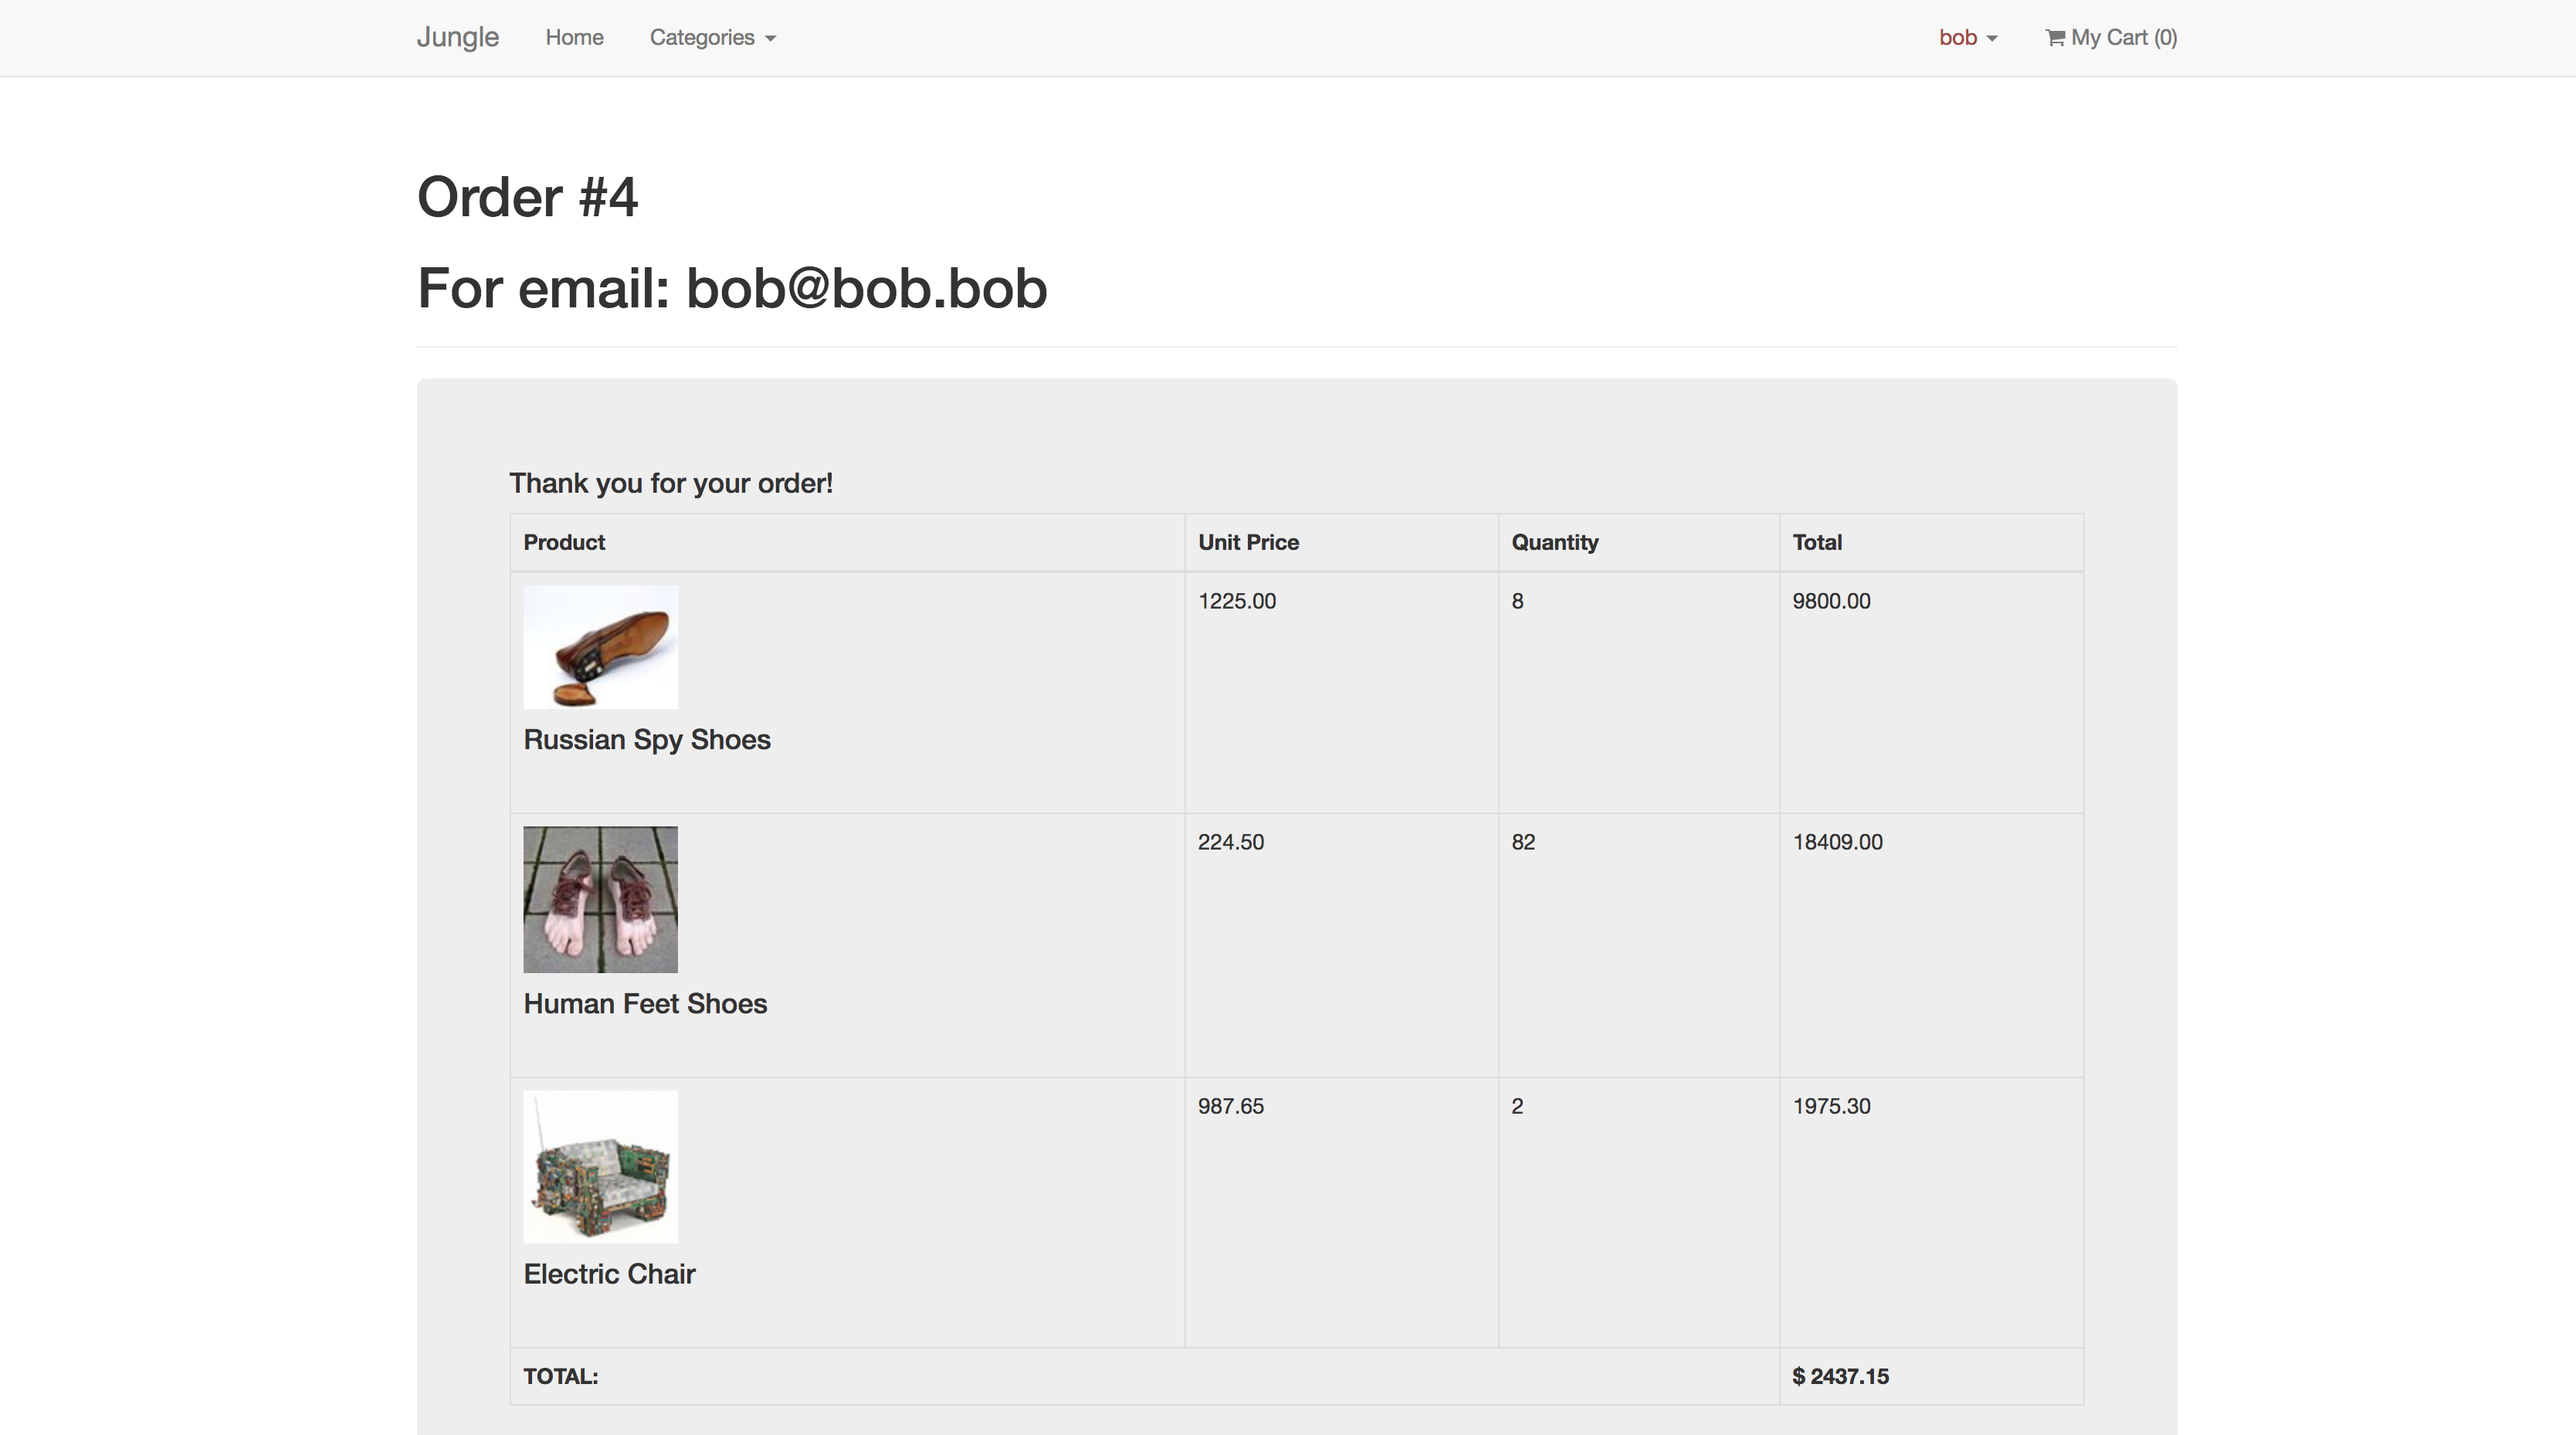 Jungle Home Categories bob My Cart (0)
Order #4
For email: bob@bob.bob
Thank you for your order!
Product Unit Price Quantity Total
1225.00 8 9800.00
Russian Spy Shoes
224.50 82 18409.00
Human Feet Shoes
987.65 2 1975.30
Electric Chair
TOTAL: $ 2437.15